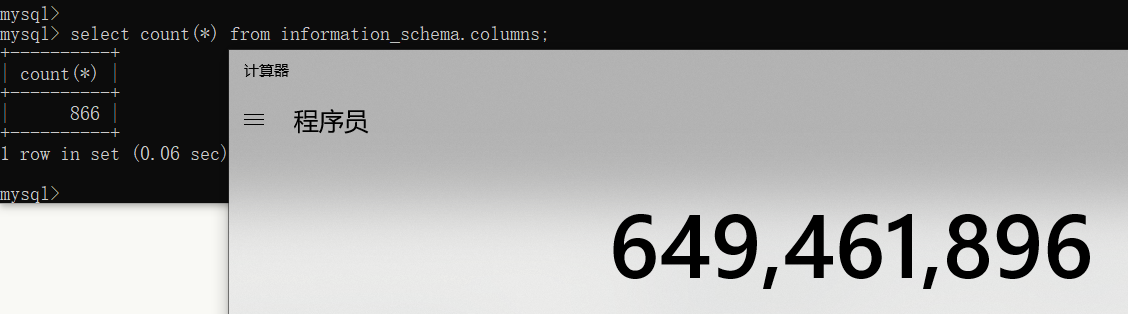 mysql>
mysql> select count(*) from information_schema.columns;
+----------+
| count(*) |
+----------+
|      866 |
+----------+
1 row in set (0.06 sec)
mysql>
计算器
程序员
649,461,896